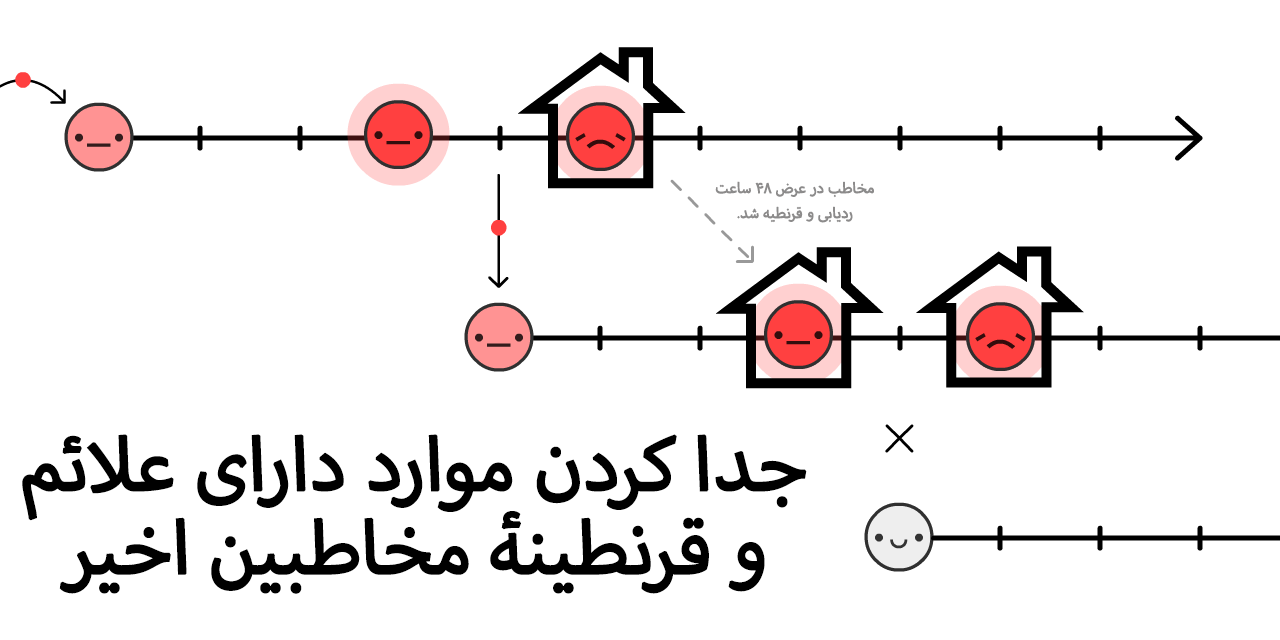 مخاطب در عرض ۴۸ ساعت
ردیابی و قرنطیه شد.
جدا کردن موارد دارای علائم
و قرنطینهٔ مخاطبین اخیر